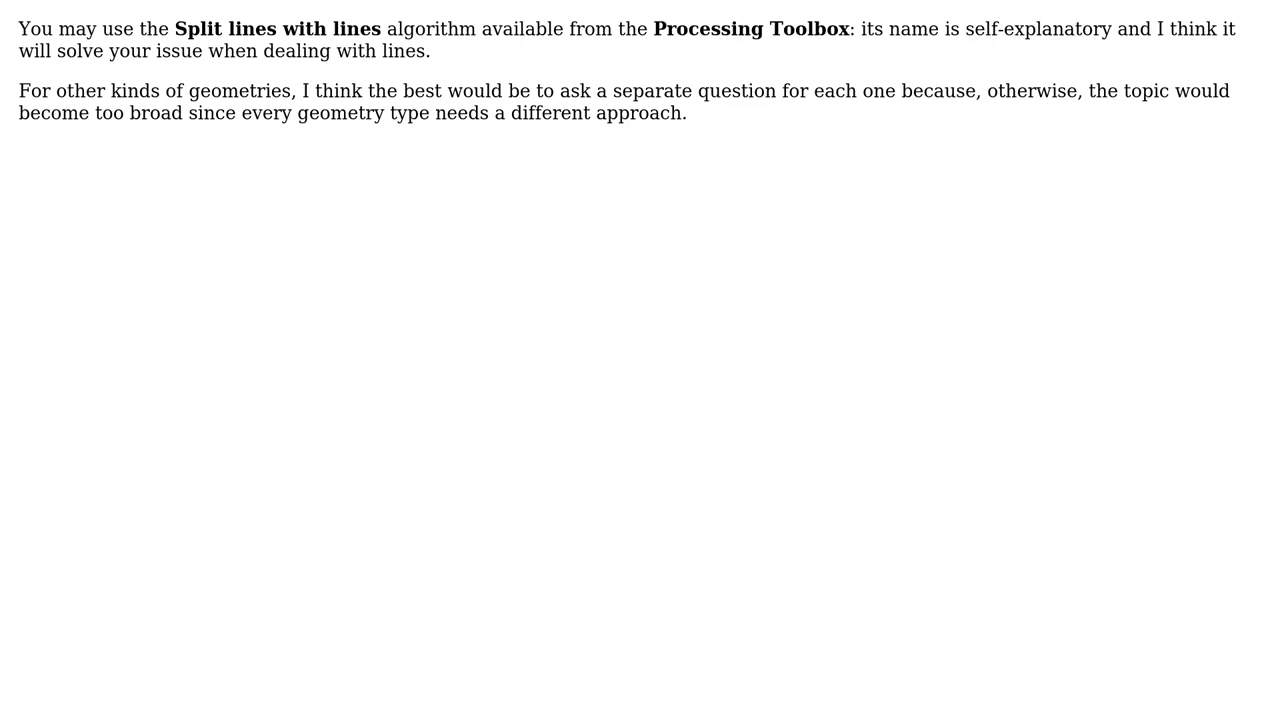 You may use the Split lines with lines algorithm available from the Processing Toolbox: its name is self-explanatory and I think it
will solve your issue when dealing with lines.
For other kinds of geometries, I think the best would be to ask a separate question for each one because, otherwise, the topic would
become too broad since every geometry type needs a different approach.